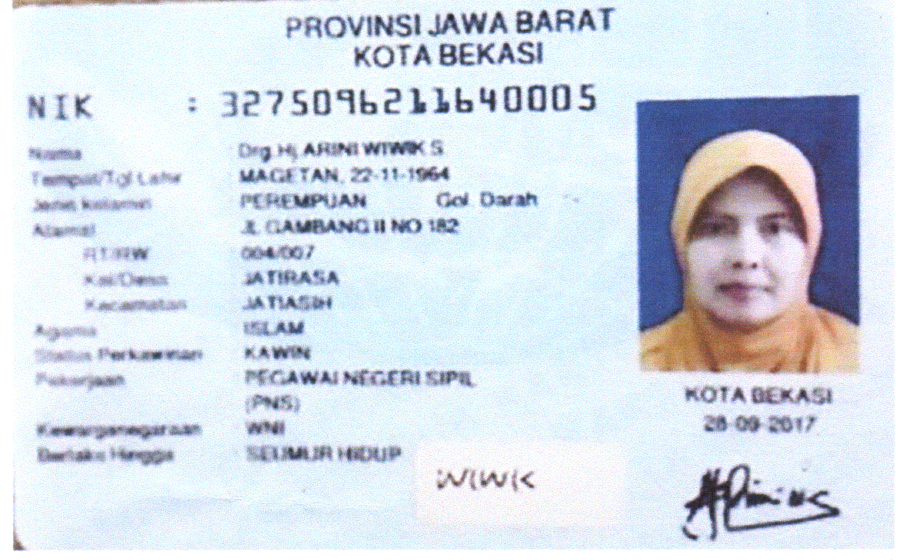 PROVINSI JAWA BARAT
KOTA BEKASI
NIK : 3275096211640005
Nama Drg.Hj.ARINI WIWIK S
Tempat/Tgl Lahir MAGETAN, 22-11-1964
Jenis Kelamin PEREMPUAN Gol. Darah -
Alamat JL GAMBANG II NO 182
RT/RW 004/007
Kel/Desa JATIRASA
Kecamatan JATIASIH
Agama ISLAM
Status Perkawinan KAWIN
Pekerjaan PEGAWAI NEGERI SIPIL
(PNS)
Kewarganegaraan WNI
Berlaku Hingga SEUMUR HIDUP
KOTA BEKASI
28-09-2017
WIWIK